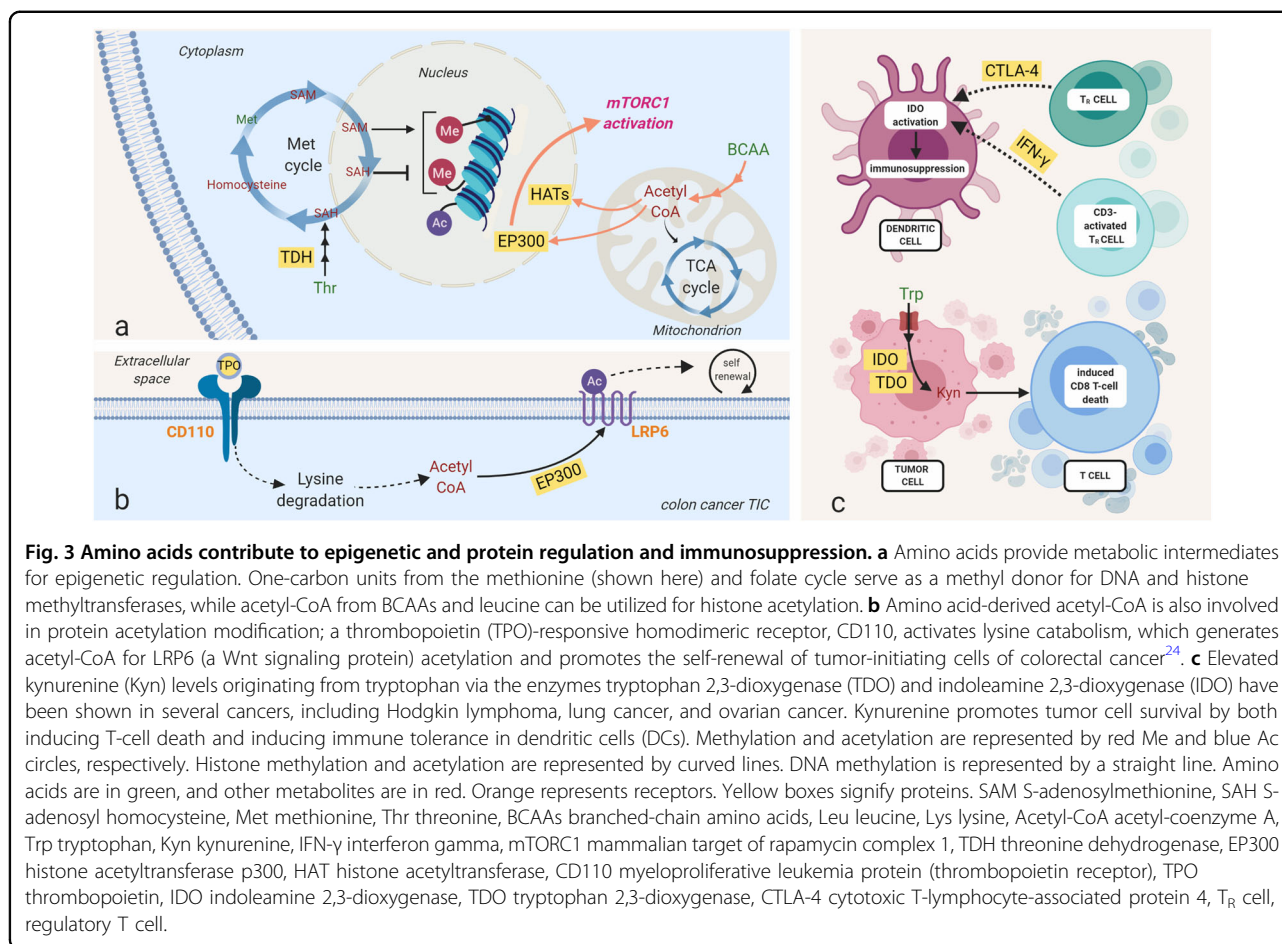 Cytoplasm
Nucleus
SAM
Met
Met
cycle
SAM
SAH
Homocysteine
SAH
TDH
Thr
Me
Me
Ac
mTORC1
activation
BCAA
HATs
Acetyl
CoA
EP300
TCA
cycle
Mitochondrion
a
Extracellular
space
TPO
CD110
Lysine
degradation
Acetyl
CoA
EP300
Ac
LRP6
self
renewal
colon cancer TIC
b
CTLA-4
IFN-γ
IDO
activation
immunosuppression
DENDRITIC
CELL
TR CELL
CD3-
activated
TR CELL
Trp
IDO
TDO
Kyn
TUMOR
CELL
induced
CD8 T-cell
death
T CELL
c
Fig. 3 Amino acids contribute to epigenetic and protein regulation and immunosuppression. a Amino acids provide metabolic intermediates
for epigenetic regulation. One-carbon units from the methionine (shown here) and folate cycle serve as a methyl donor for DNA and histone
methyltransferases, while acetyl-CoA from BCAAs and leucine can be utilized for histone acetylation. b Amino acid-derived acetyl-CoA is also involved
in protein acetylation modification; a thrombopoietin (TPO)-responsive homodimeric receptor, CD110, activates lysine catabolism, which generates
acetyl-CoA for LRP6 (a Wnt signaling protein) acetylation and promotes the self-renewal of tumor-initiating cells of colorectal cancer24. c Elevated
kynurenine (Kyn) levels originating from tryptophan via the enzymes tryptophan 2,3-dioxygenase (TDO) and indoleamine 2,3-dioxygenase (IDO) have
been shown in several cancers, including Hodgkin lymphoma, lung cancer, and ovarian cancer. Kynurenine promotes tumor cell survival by both
inducing T-cell death and inducing immune tolerance in dendritic cells (DCs). Methylation and acetylation are represented by red Me and blue Ac
circles, respectively. Histone methylation and acetylation are represented by curved lines. DNA methylation is represented by a straight line. Amino
acids are in green, and other metabolites are in red. Orange represents receptors. Yellow boxes signify proteins. SAM S-adenosylmethionine, SAH S-
adenosyl homocysteine, Met methionine, Thr threonine, BCAAs branched-chain amino acids, Leu leucine, Lys lysine, Acetyl-CoA acetyl-coenzyme A,
Trp tryptophan, Kyn kynurenine, IFN-γ interferon gamma, mTORC1 mammalian target of rapamycin complex 1, TDH threonine dehydrogenase, EP300
histone acetyltransferase p300, HAT histone acetyltransferase, CD110 myeloproliferative leukemia protein (thrombopoietin receptor), TPO
thrombopoietin, IDO indoleamine 2,3-dioxygenase, TDO tryptophan 2,3-dioxygenase, CTLA-4 cytotoxic T-lymphocyte-associated protein 4, TR cell,
regulatory T cell.